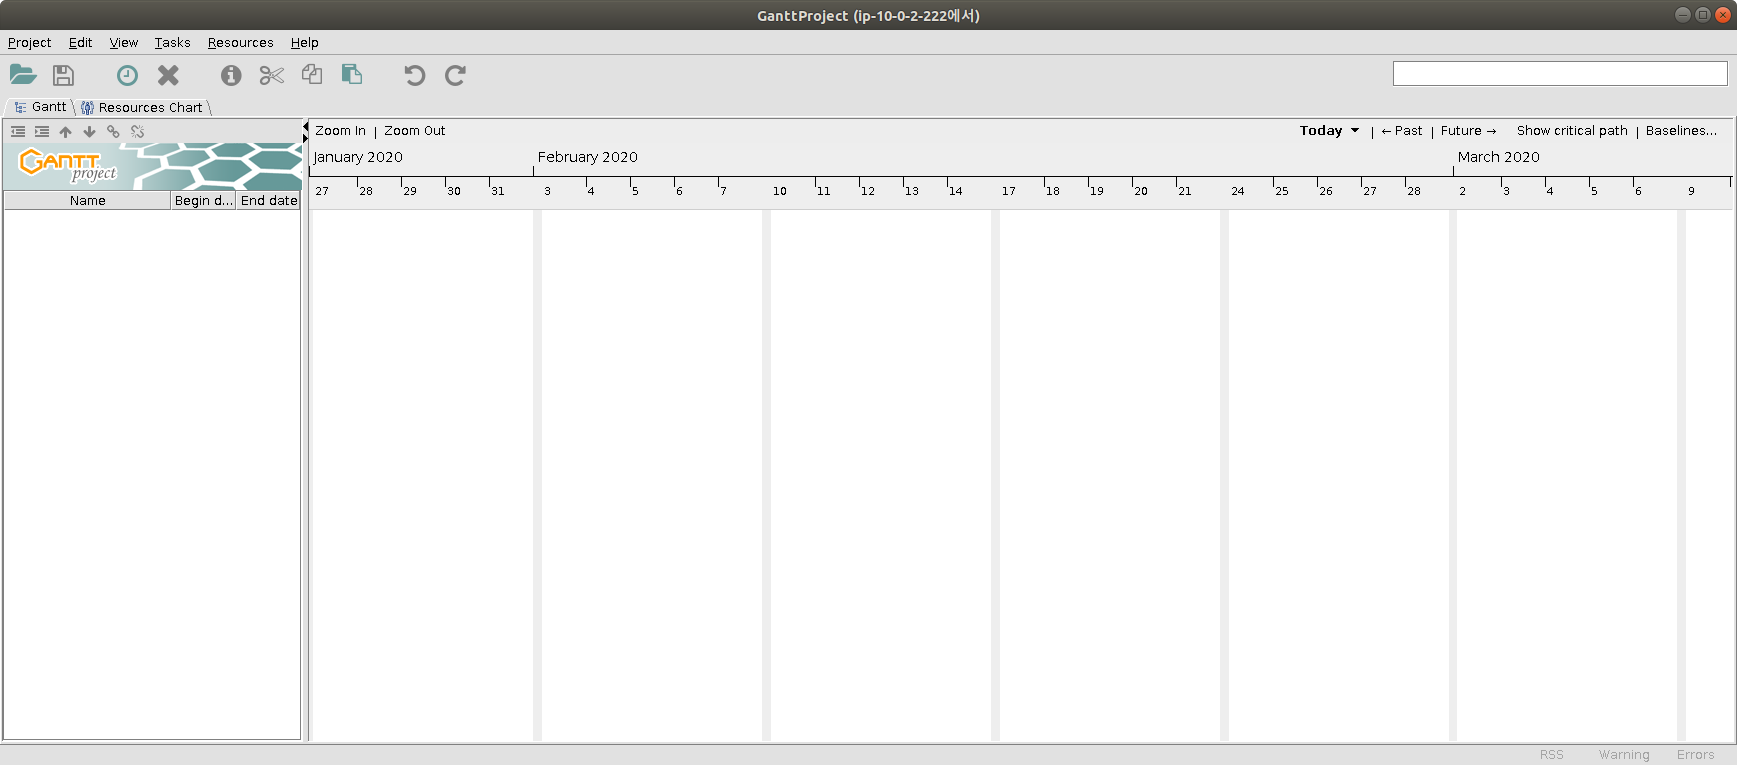 GanttProject (ip-10-0-2-222에서)
Project Edit View Tasks Resources Help
Gantt Resources Chart
Zoom In | Zoom Out Today | ← Past | Future → Show critical path | Baselines...
GANTT project
January 2020 February 2020 March 2020
27 28 29 30 31 3 4 5 6 7 10 11 12 13 14 17 18 19 20 21 24 25 26 27 28 2 3 4 5 6 9
Name Begin d... End date
RSS Warning Errors